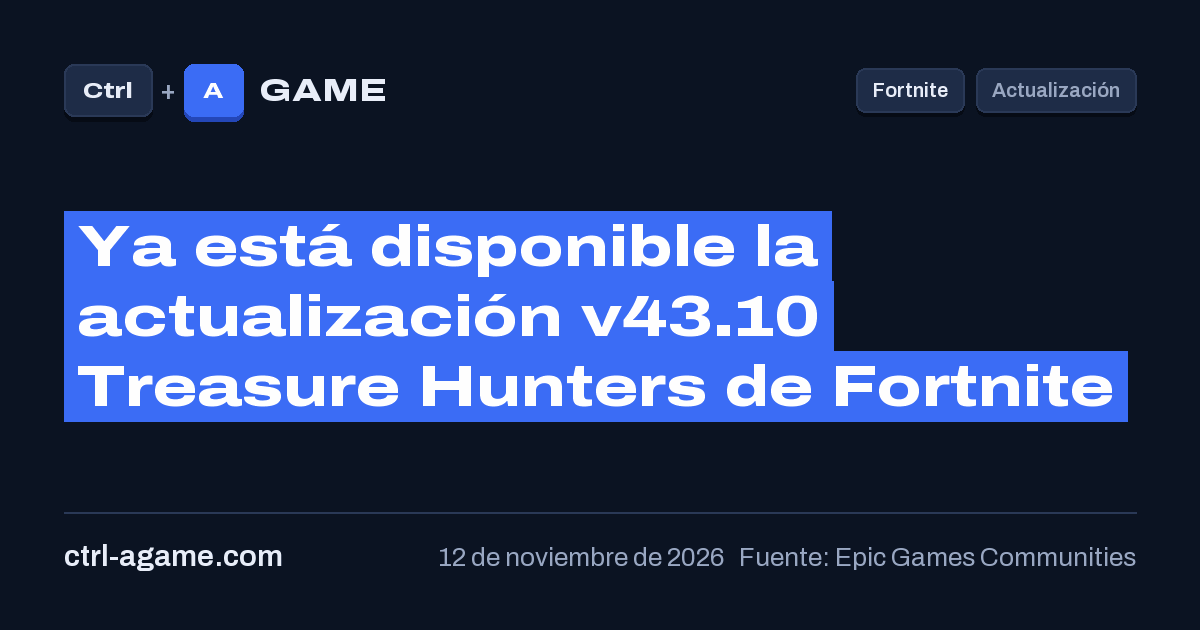 Ctrl + A GAME
Fortnite Actualización
Ya está disponible la
actualización v43.10
Treasure Hunters de Fortnite
ctrl-agame.com
12 de noviembre de 2026 Fuente: Epic Games Communities